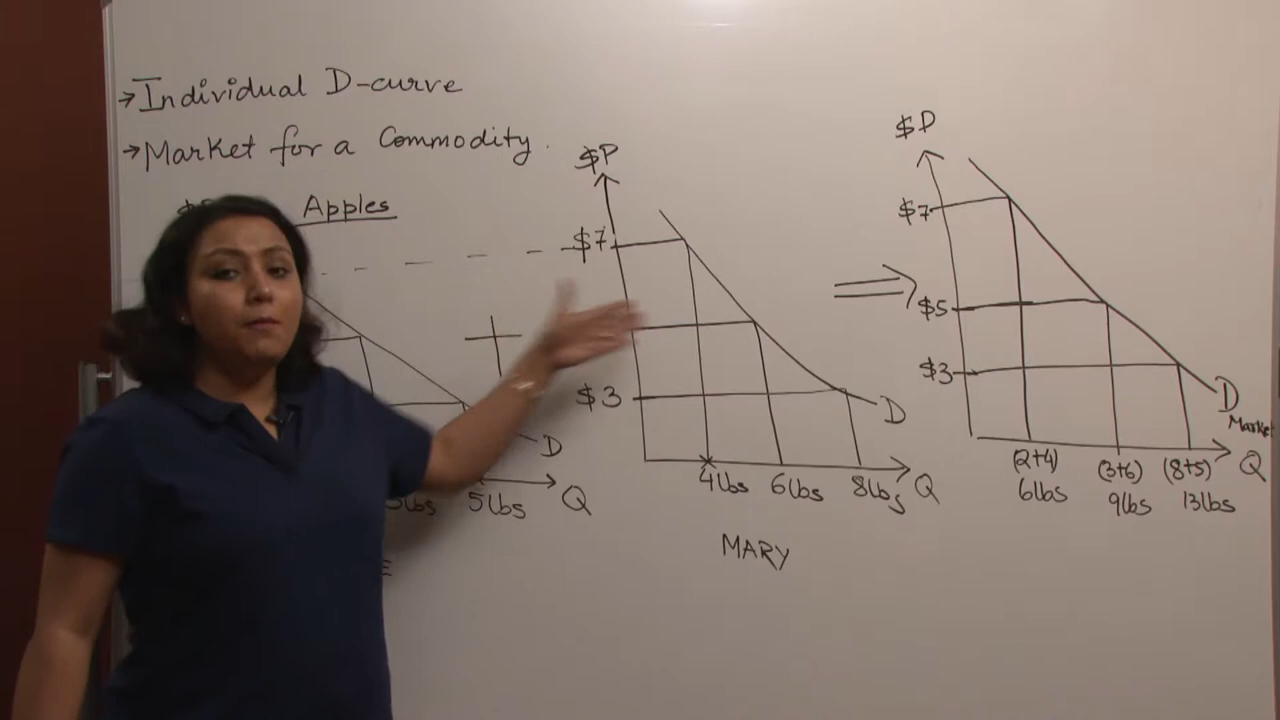 →Individual D-curve
→Market for a Commodity.
Apples
D
3lbs 5lbs Q
$P
$7
$3
D
4lbs 6lbs 8lbs Q
MARY
$P
$7
$5
$3
D Market
(2+4) (3+6) (8+5) Q
6lbs 9lbs 13lbs